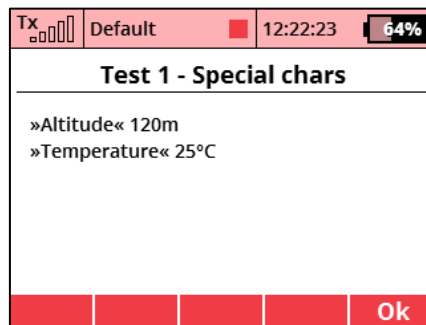 Tx Default 12:22:23 64%
Test 1 - Special chars
»Altitude« 120m
»Temperature« 25°C
Ok